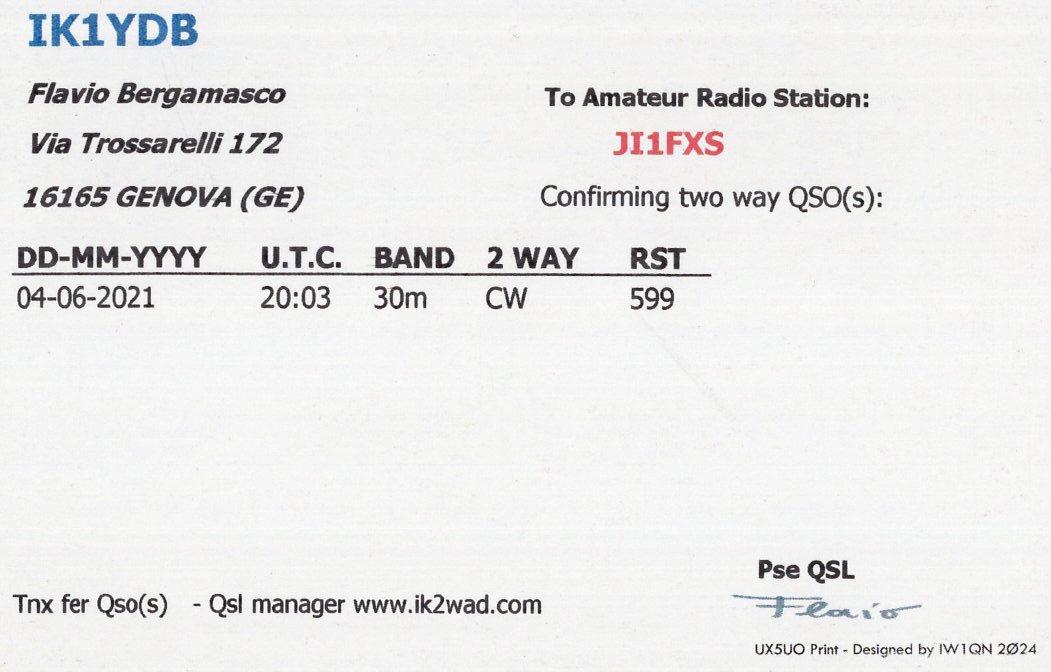 IK1YDB
Flavio Bergamasco
Via Trossarelli 172
16165 GENOVA (GE)
To Amateur Radio Station:
JI1FXS
Confirming two way QSO(s):
DD-MM-YYYY U.T.C. BAND 2 WAY RST
04-06-2021 20:03 30m CW 599
Pse QSL
Flavio
Tnx fer Qso(s) - Qsl manager www.ik2wad.com
UX5UO Print - Designed by IW1QN 2Ø24